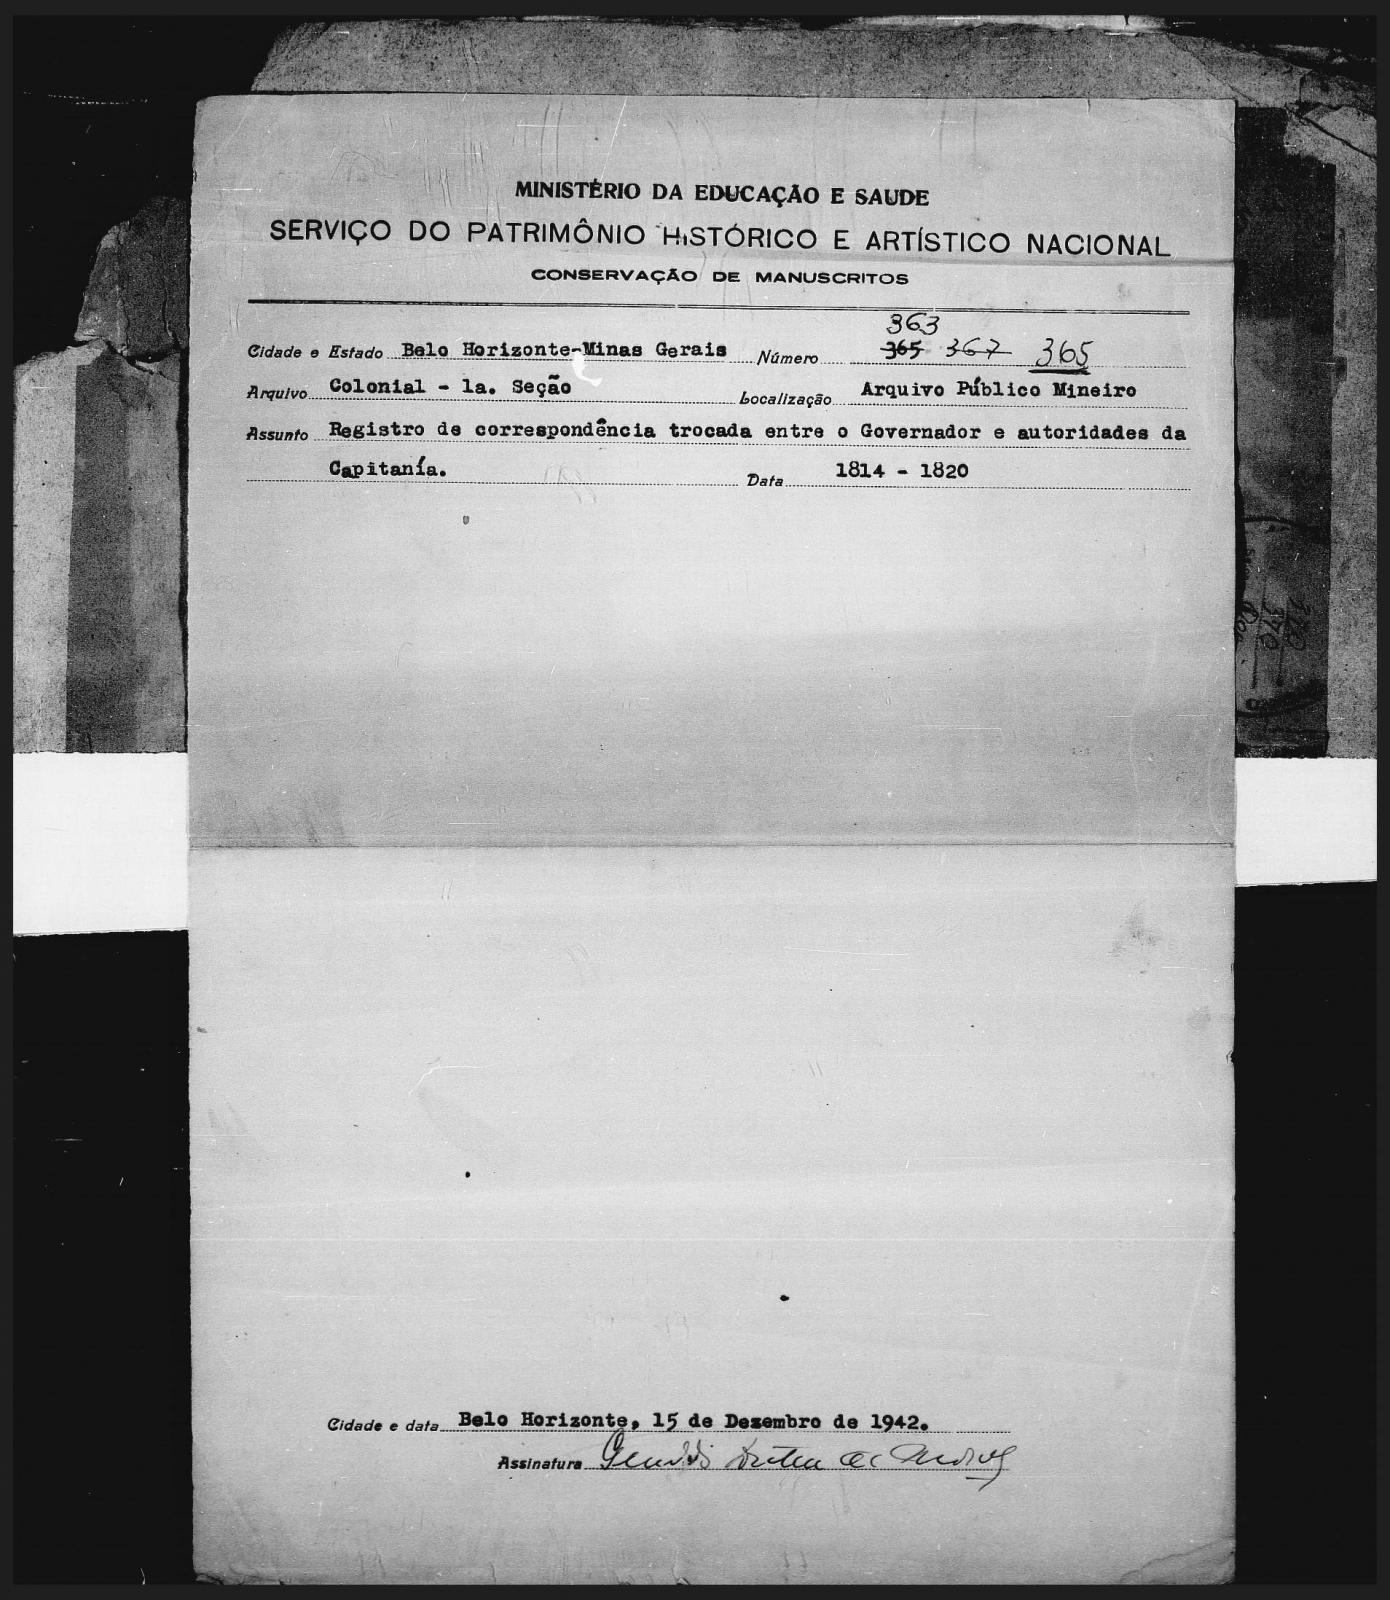 MINISTÉRIO DA EDUCAÇÃO E SAUDE
SERVIÇO DO PATRIMÔNIO HISTÓRICO E ARTÍSTICO NACIONAL
CONSERVAÇÃO DE MANUSCRITOS
363
Cidade e Estado Belo Horizonte-Minas Gerais Número 365 367 365
Arquivo Colonial - 1a. Seção Localização Arquivo Público Mineiro
Assunto Registro de correspondência trocada entre o Governador e autoridades da
Capitanía. Data 1814 - 1820
Cidade e data Belo Horizonte, 15 de Dezembro de 1942.
Assinatura